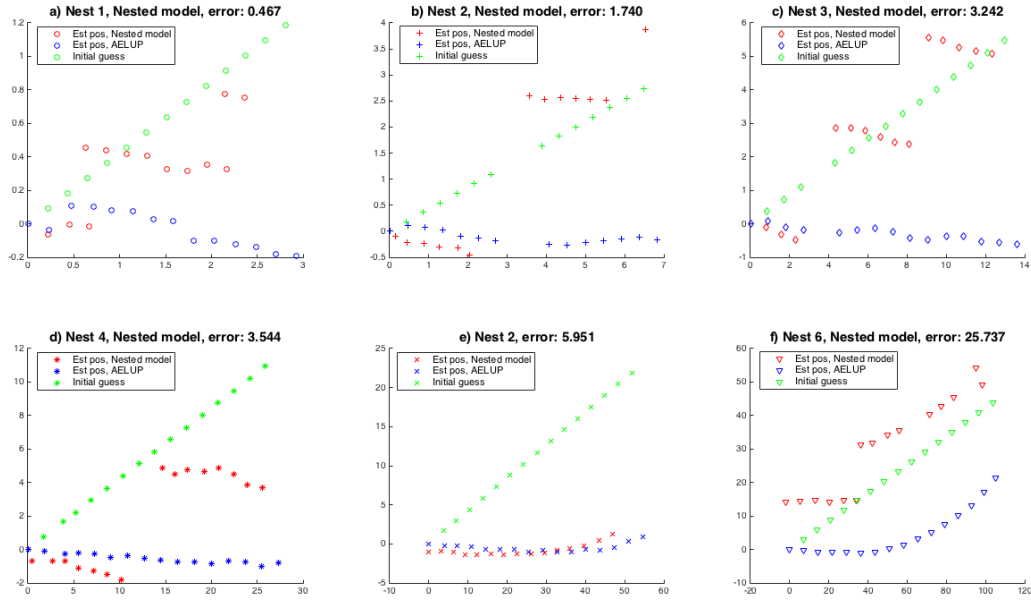 a) Nest 1, Nested model, error: 0.467
Est pos, Nested model
Est pos, AELUP
Initial guess
1.2
1
0.8
0.6
0.4
0.2
0
-0.2
0 0.5 1 1.5 2 2.5 3
b) Nest 2, Nested model, error: 1.740
Est pos, Nested model
Est pos, AELUP
Initial guess
4
3.5
3
2.5
2
1.5
1
0.5
0
-0.5
0 1 2 3 4 5 6 7
c) Nest 3, Nested model, error: 3.242
Est pos, Nested model
Est pos, AELUP
Initial guess
6
5
4
3
2
1
0
-1
0 2 4 6 8 10 12 14
d) Nest 4, Nested model, error: 3.544
Est pos, Nested model
Est pos, AELUP
Initial guess
12
10
8
6
4
2
0
-2
0 5 10 15 20 25 30
e) Nest 2, error: 5.951
Est pos, Nested model
Est pos, AELUP
Initial guess
25
20
15
10
5
0
-5
-10 0 10 20 30 40 50 60
f) Nest 6, Nested model, error: 25.737
Est pos, Nested model
Est pos, AELUP
Initial guess
60
50
40
30
20
10
0
-10
-20 0 20 40 60 80 100 120